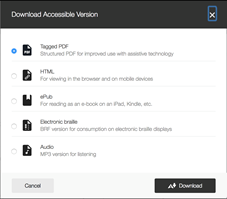 Download Accessible Version
Tagged PDF
Structured PDF for improved use with assistive technology
HTML
For viewing in the browser and on mobile devices
ePub
For reading as an e-book on an iPad, Kindle, etc.
Electronic braille
BRF version for consumption on electronic braille displays
Audio
MP3 version for listening
Cancel
Download